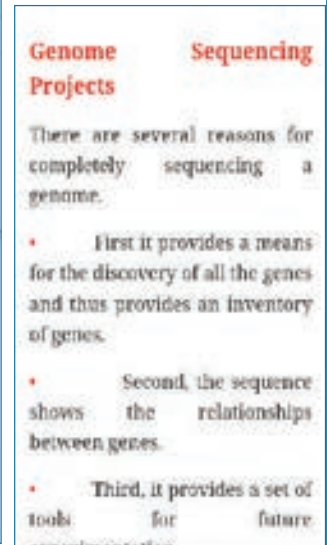 Genome Sequencing
Projects
There are several reasons for
completely sequencing a
genome.
• First it provides a means
for the discovery of all the genes
and thus provides an inventory
of genes.
• Second, the sequence
shows the relationships
between genes.
• Third, it provides a set of
tools for future